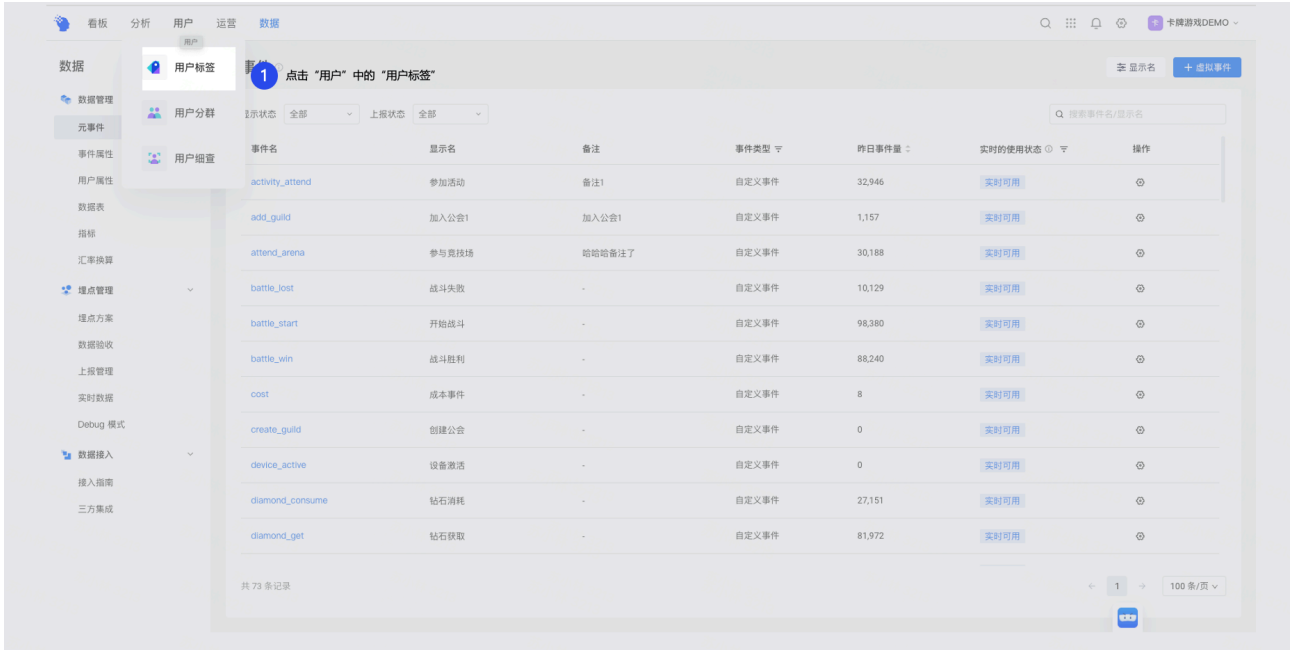 看板 分析 用户 运营 数据 卡牌游戏DEMO
用户
数据
用户标签
1 点击“用户”中的“用户标签”
显示名 + 虚拟事件
数据管理
用户分群
显示状态 全部 上报状态 全部 搜索事件名/显示名
元事件
事件属性
用户细查
事件名 显示名 备注 事件类型 昨日事件量 实时的使用状态 操作
用户属性
activity_attend 参加活动 备注1 自定义事件 32,946 实时可用
数据表
add_guild 加入公会1 加入公会1 自定义事件 1,157 实时可用
指标
attend_arena 参与竞技场 哈哈哈备注了 自定义事件 30,188 实时可用
汇率换算
battle_lost 战斗失败 - 自定义事件 10,129 实时可用
埋点管理
埋点方案
battle_start 开始战斗 - 自定义事件 98,380 实时可用
数据验收
battle_win 战斗胜利 - 自定义事件 88,240 实时可用
上报管理
实时数据
cost 成本事件 - 自定义事件 8 实时可用
Debug 模式
create_guild 创建公会 - 自定义事件 0 实时可用
数据接入
device_active 设备激活 - 自定义事件 0 实时可用
接入指南
diamond_consume 钻石消耗 - 自定义事件 27,151 实时可用
三方集成
diamond_get 钻石获取 - 自定义事件 81,972 实时可用
共 73 条记录 ← 1 → 100 条/页